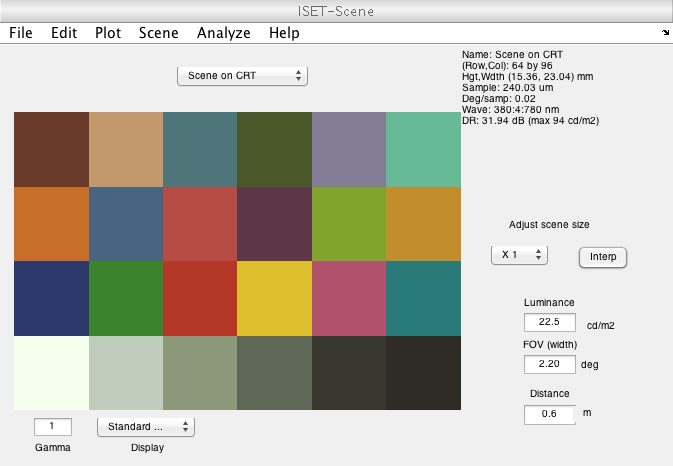 ISET-Scene
File Edit Plot Scene Analyze Help
Scene on CRT
Name: Scene on CRT
(Row,Col): 64 by 96
Hgt,Wdth (15.36, 23.04) mm
Sample: 240.03 um
Deg/samp: 0.02
Wave: 380:4:780 nm
DR: 31.94 dB (max 94 cd/m2)
Adjust scene size
X 1 Interp
Luminance
22.5 cd/m2
FOV (width)
2.20 deg
Distance
0.6 m
1 Standard ...
Gamma Display